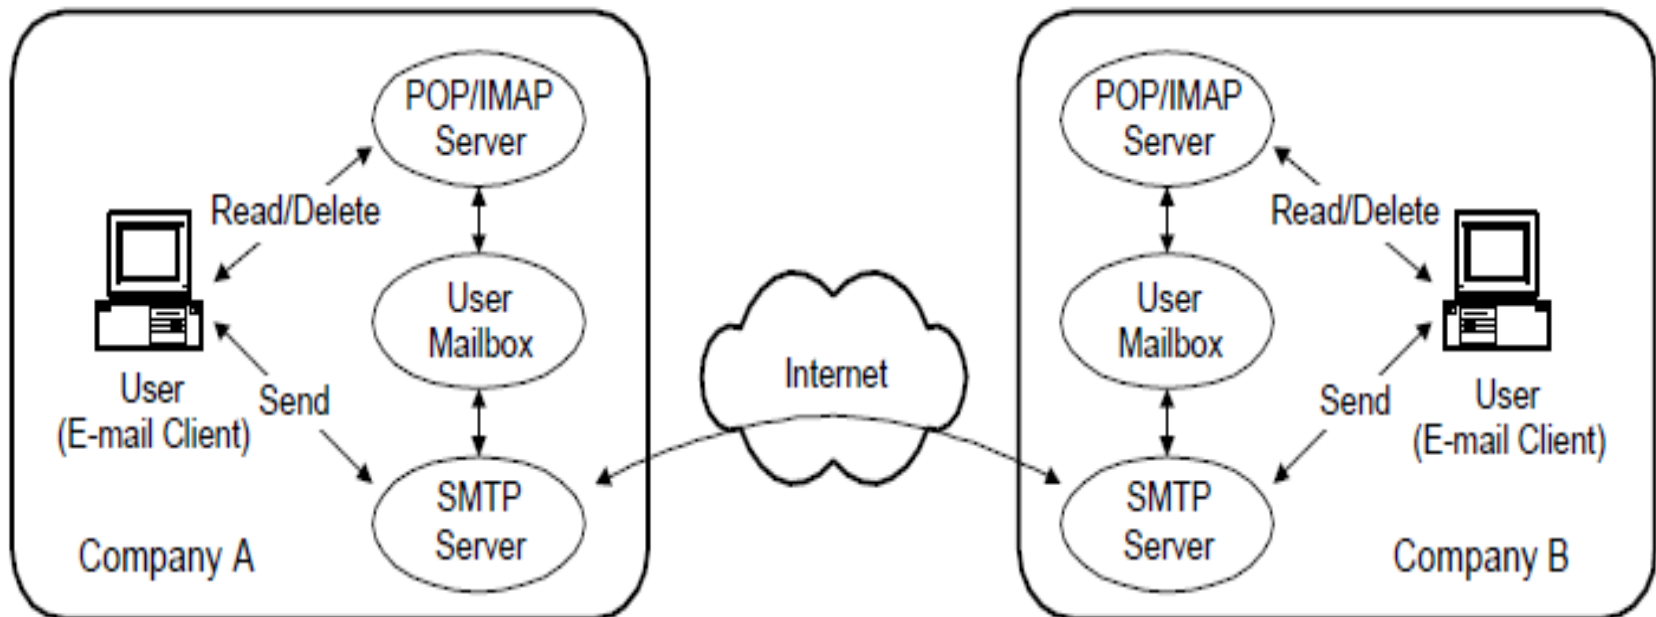 POP/IMAP
Server
Read/Delete
User
Mailbox
User
(E-mail Client)
Send
SMTP
Server
Company A
Internet
POP/IMAP
Server
Read/Delete
User
Mailbox
User
(E-mail Client)
Send
SMTP
Server
Company B